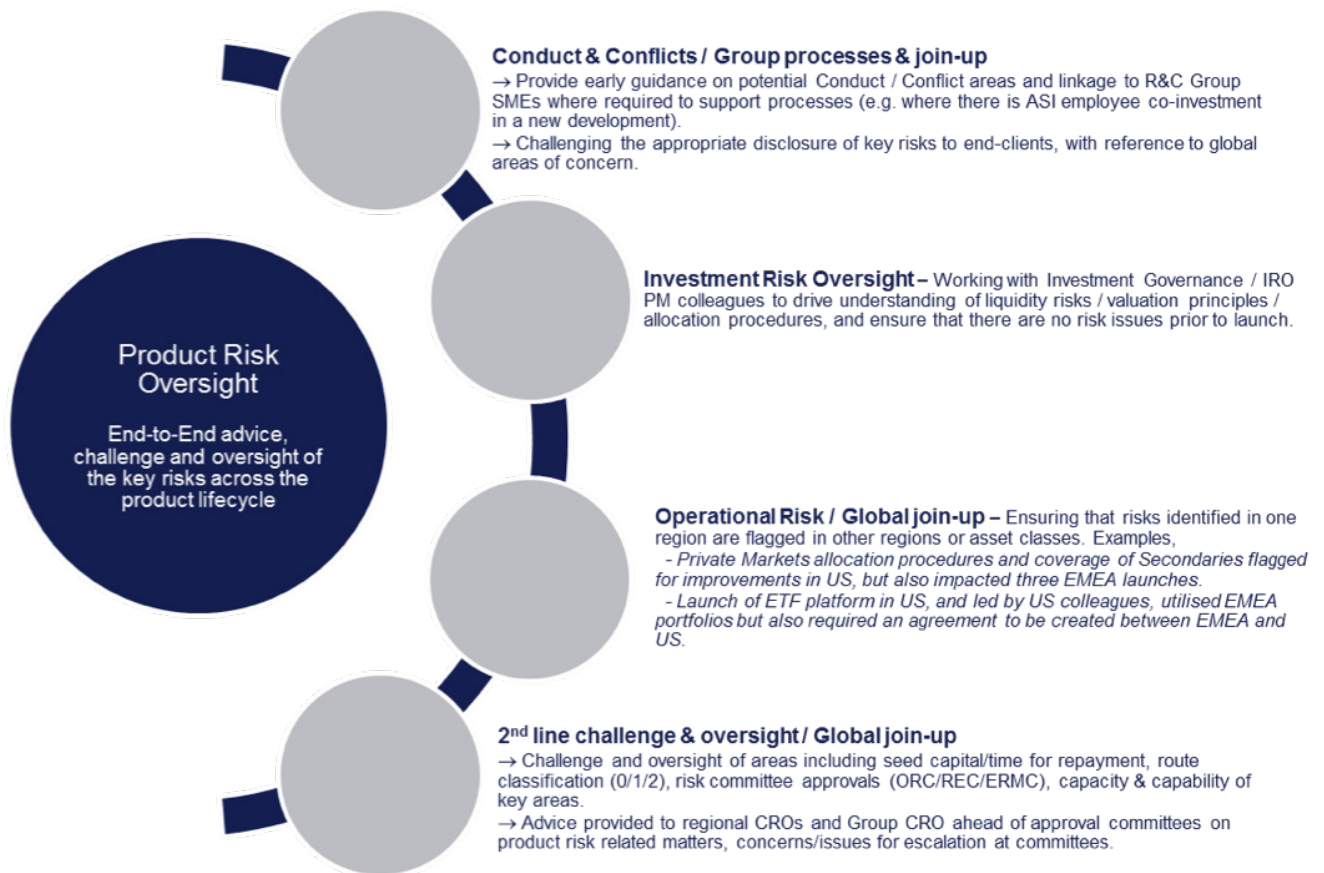 Conduct & Conflicts / Group processes & join-up
→ Provide early guidance on potential Conduct / Conflict areas and linkage to R&C Group
SMEs where required to support processes (e.g. where there is ASI employee co-investment
in a new development).
→ Challenging the appropriate disclosure of key risks to end-clients, with reference to global
areas of concern.
Investment Risk Oversight – Working with Investment Governance / IRO
PM colleagues to drive understanding of liquidity risks / valuation principles /
allocation procedures, and ensure that there are no risk issues prior to launch.
Product Risk
Oversight
End-to-End advice,
challenge and oversight of
the key risks across the
product lifecycle
Operational Risk / Global join-up – Ensuring that risks identified in one
region are flagged in other regions or asset classes. Examples,
- Private Markets allocation procedures and coverage of Secondaries flagged
for improvements in US, but also impacted three EMEA launches.
- Launch of ETF platform in US, and led by US colleagues, utilised EMEA
portfolios but also required an agreement to be created between EMEA and
US.
2nd line challenge & oversight / Global join-up
→ Challenge and oversight of areas including seed capital/time for repayment, route
classification (0/1/2), risk committee approvals (ORC/REC/ERMC), capacity & capability of
key areas.
→ Advice provided to regional CROs and Group CRO ahead of approval committees on
product risk related matters, concerns/issues for escalation at committees.